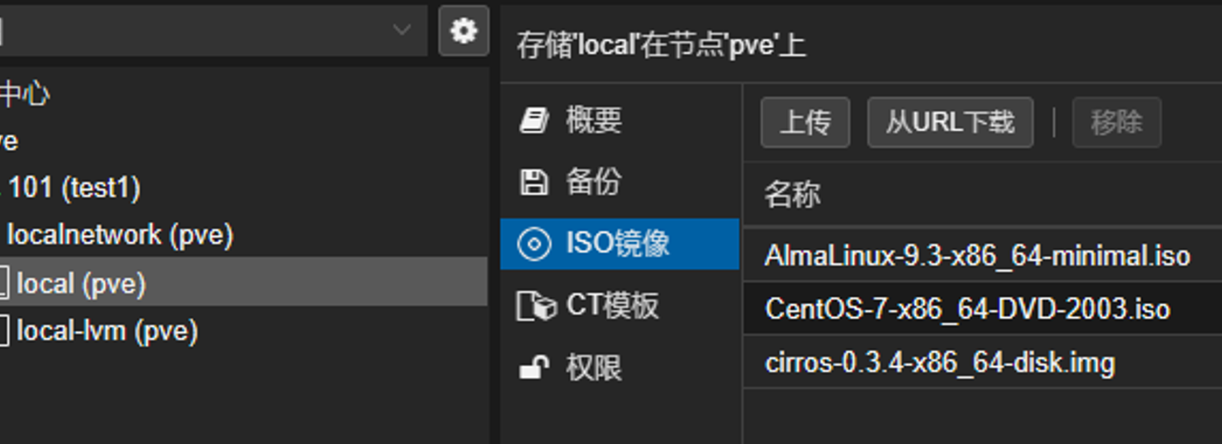 存储'local'在节点'pve'上
中心
101 (test1)
localnetwork (pve)
local (pve)
local-lvm (pve)
概要
备份
ISO镜像
CT模板
权限
上传
从URL下载
移除
名称
AlmaLinux-9.3-x86_64-minimal.iso
CentOS-7-x86_64-DVD-2003.iso
cirros-0.3.4-x86_64-disk.img